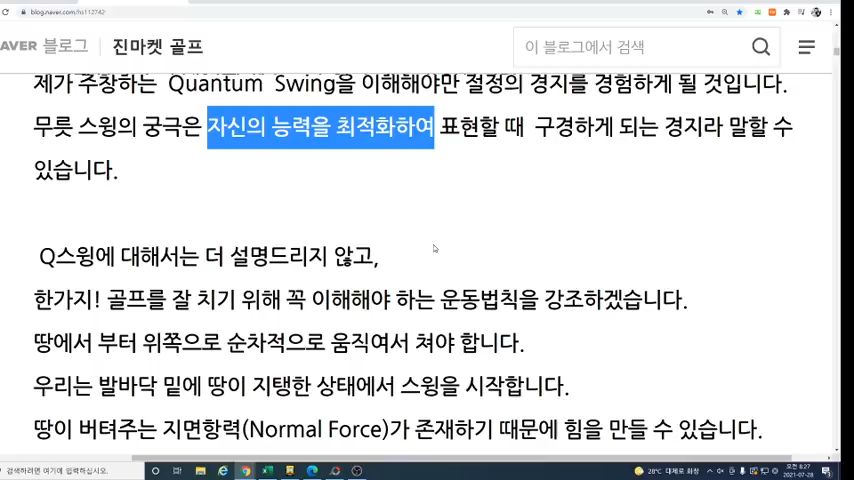 blog.naver.com/hs112742
AVER 블로그 | 진마켓 골프
이 블로그에서 검색
제가 주창하는 Quantum Swing을 이해해야만 절정의 경지를 경험하게 될 것입니다.
무릇 스윙의 궁극은 자신의 능력을 최적화하여 표현할 때 구경하게 되는 경지라 말할 수
있습니다.
Q스윙에 대해서는 더 설명드리지 않고,
한가지! 골프를 잘 치기 위해 꼭 이해해야 하는 운동법칙을 강조하겠습니다.
땅에서 부터 위쪽으로 순차적으로 움직여서 쳐야 합니다.
우리는 발바닥 밑에 땅이 지탱한 상태에서 스윙을 시작합니다.
땅이 버텨주는 지면항력(Normal Force)가 존재하기 때문에 힘을 만들 수 있습니다.
검색하려면 여기에 입력하십시오.
28°C 대체로 화창
오전 8:27
2021-07-28